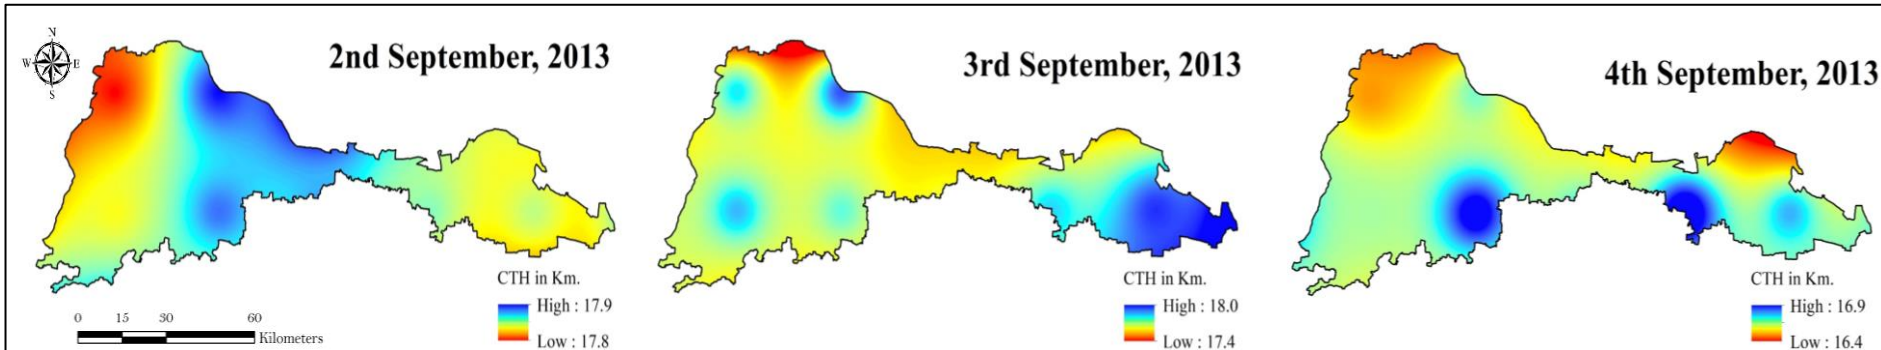 N
W E
S
2nd September, 2013
CTH in Km.
High : 17.9
Low : 17.8
0 15 30 60
Kilometers
3rd September, 2013
CTH in Km.
High : 18.0
Low : 17.4
4th September, 2013
CTH in Km.
High : 16.9
Low : 16.4